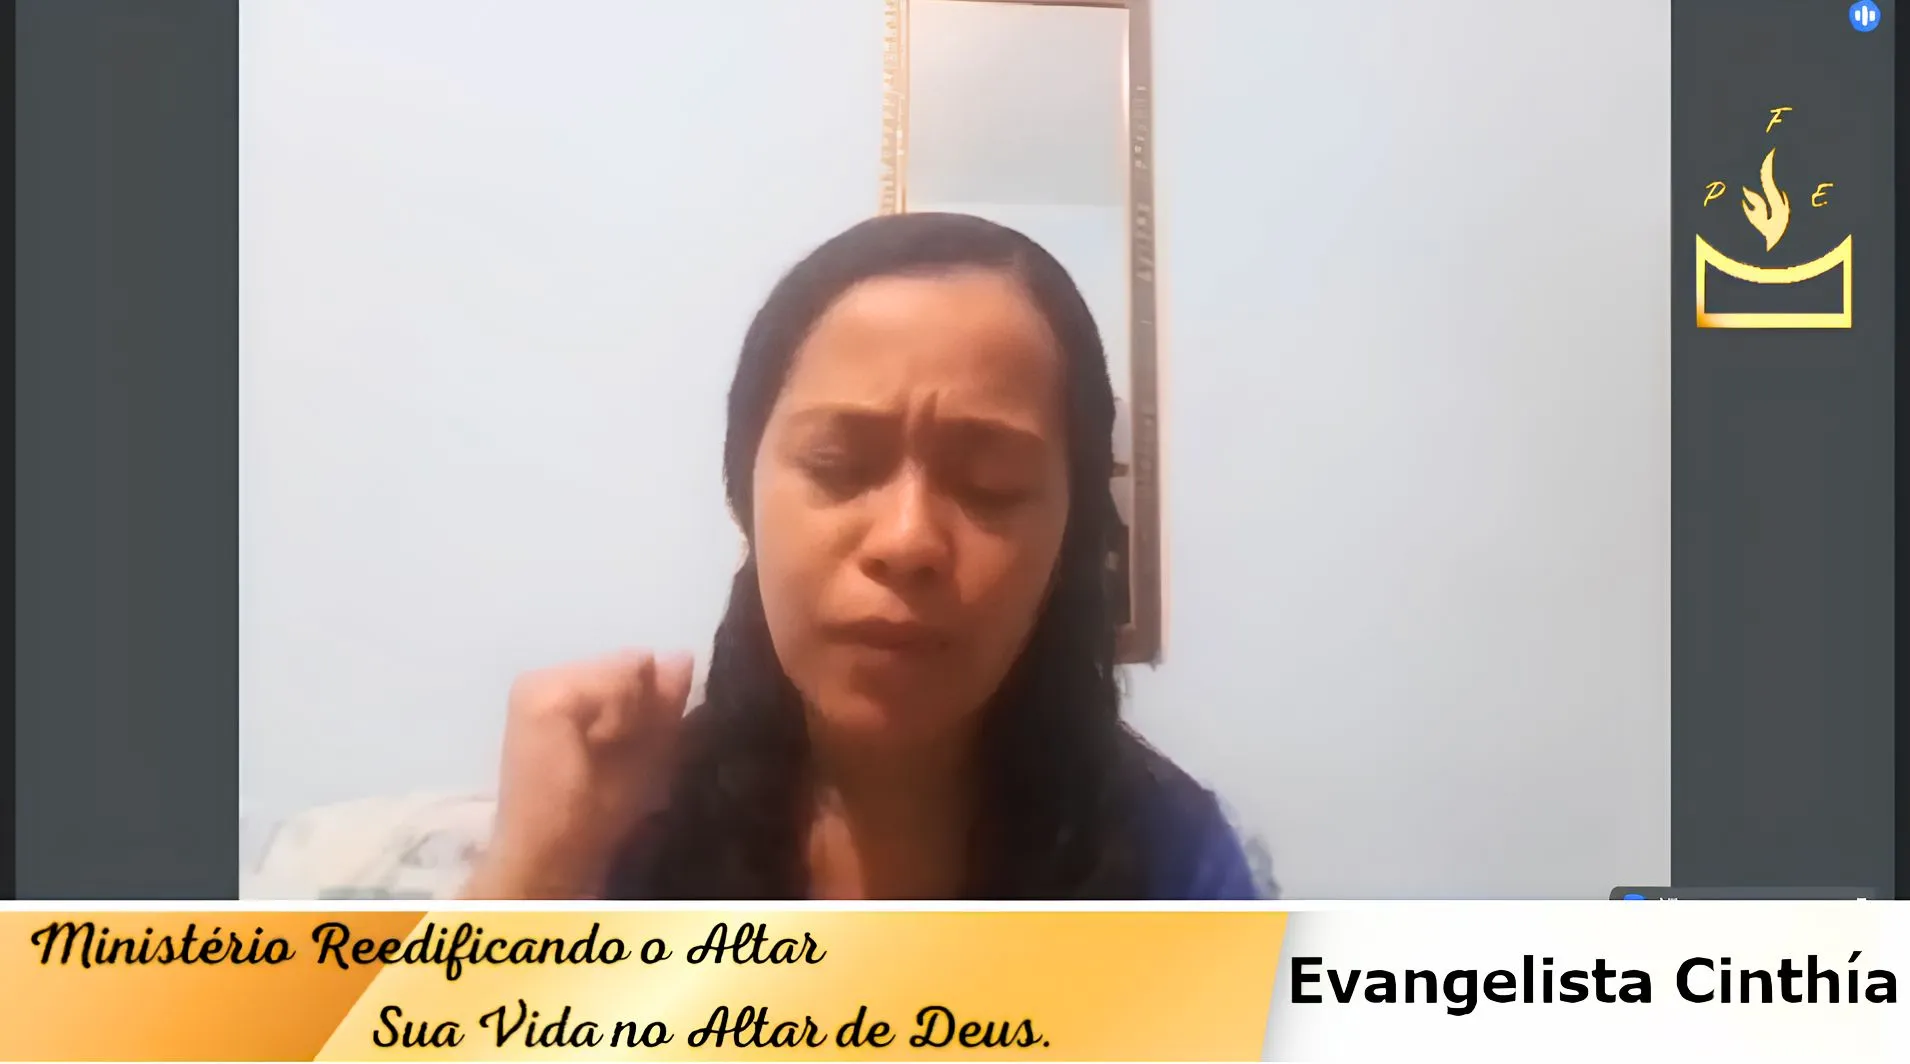 F
P E
Ministério Reedificando o Altar
Sua Vida no Altar de Deus.
Evangelista Cinthía